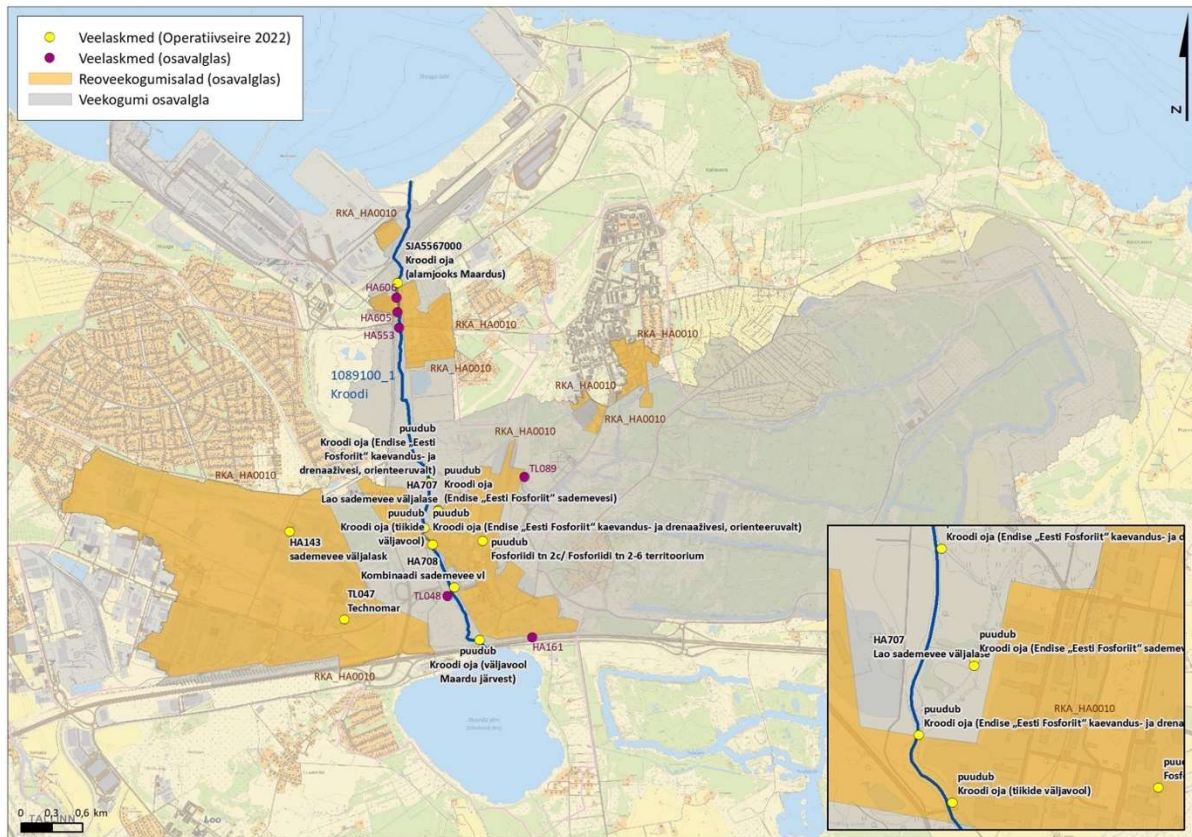 Veelaskmed (Operatiivseire 2022)
Veelaskmed (osavalglas)
Reoveekogumisalad (osavalglas)
Veekogumi osavalgla
N
RKA_HA0010
SJA5567000
Kroodi oja
(alamjooks Maardus)
HA606
HA605
HA553
RKA_HA0010
RKA_HA0010
1089100_1
Kroodi
RKA_HA0010
RKA_HA0010
RKA_HA0010
RKA_HA0010
puudub
Kroodi oja (Endise „Eesti
Fosforiit“ kaevandus- ja
drenaaživesi, orienteeruvalt)
puudub
Kroodi oja
(Endise „Eesti Fosforiit“ sademevesi)
TL089
RKA_HA0010
HA707
Lao sademevee väljalase
puudub
Kroodi oja (tiikide
väljavool)
puudub
Kroodi oja (Endise „Eesti Fosforiit“ kaevandus- ja drenaaživesi, orienteeruvalt)
puudub
Fosforiidi tn 2c/ Fosforiidi tn 2-6 territoorium
HA143
sademevee väljalask
HA708
Kombinaadi sademevee vl
TL047
Technomar
TL048
HA161
puudub
Kroodi oja (väljavool
Maardu järvest)
RKA_HA0010
Kroodi oja (Endise „Eesti Fosforiit“ kaevandus- ja d
HA707
Lao sademevee väljalase
puudub
Kroodi oja (Endise „Eesti Fosforiit“ sademev
RKA_HA0010
puudub
Kroodi oja (Endise „Eesti Fosforiit“ kaevandus- ja drena
puud
Fosf
puudub
Kroodi oja (tiikide väljavool)
0 0,3 0,6 km
TALLINN
Loo